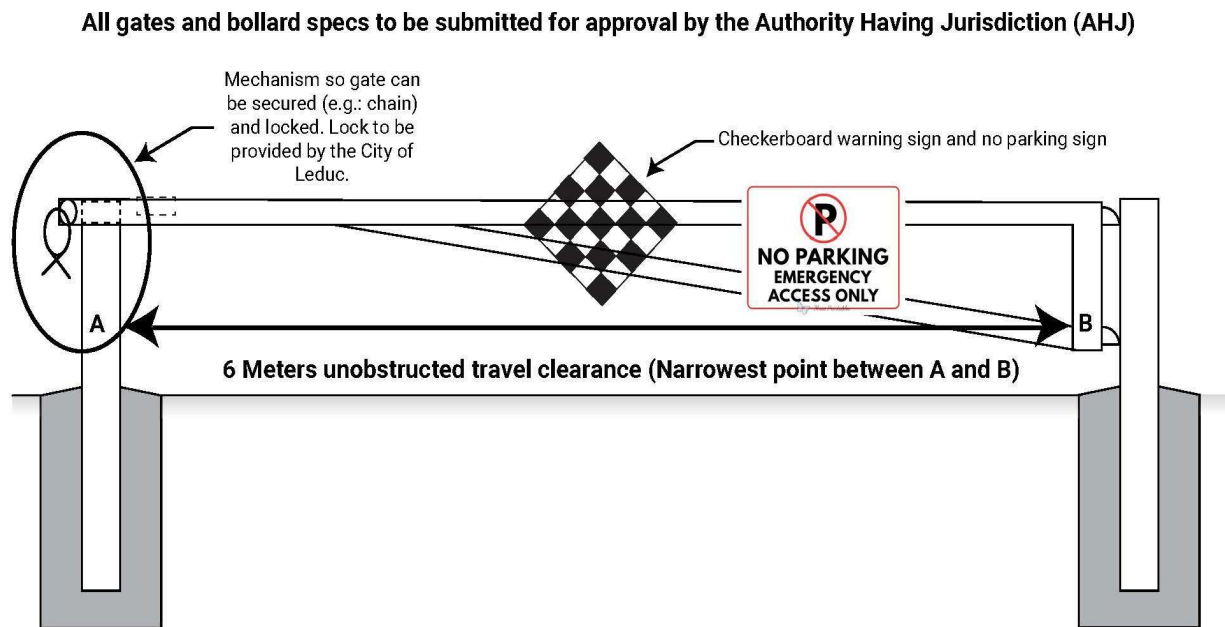 All gates and bollard specs to be submitted for approval by the Authority Having Jurisdiction (AHJ)
Mechanism so gate can
be secured (e.g.: chain)
and locked. Lock to be
provided by the City of
Leduc.
Checkerboard warning sign and no parking sign
P
NO PARKING
EMERGENCY
ACCESS ONLY
A
B
6 Meters unobstructed travel clearance (Narrowest point between A and B)